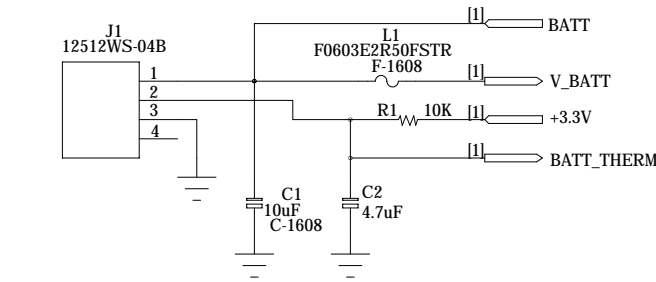 [1] BATT
J1
12512WS-04B
L1
F0603E2R50FSTR
F-1608
1
[1] V_BATT
2
R1 10K [1] +3.3V
3
4
[1] BATT_THERM
C1
10uF
C-1608
C2
4.7uF